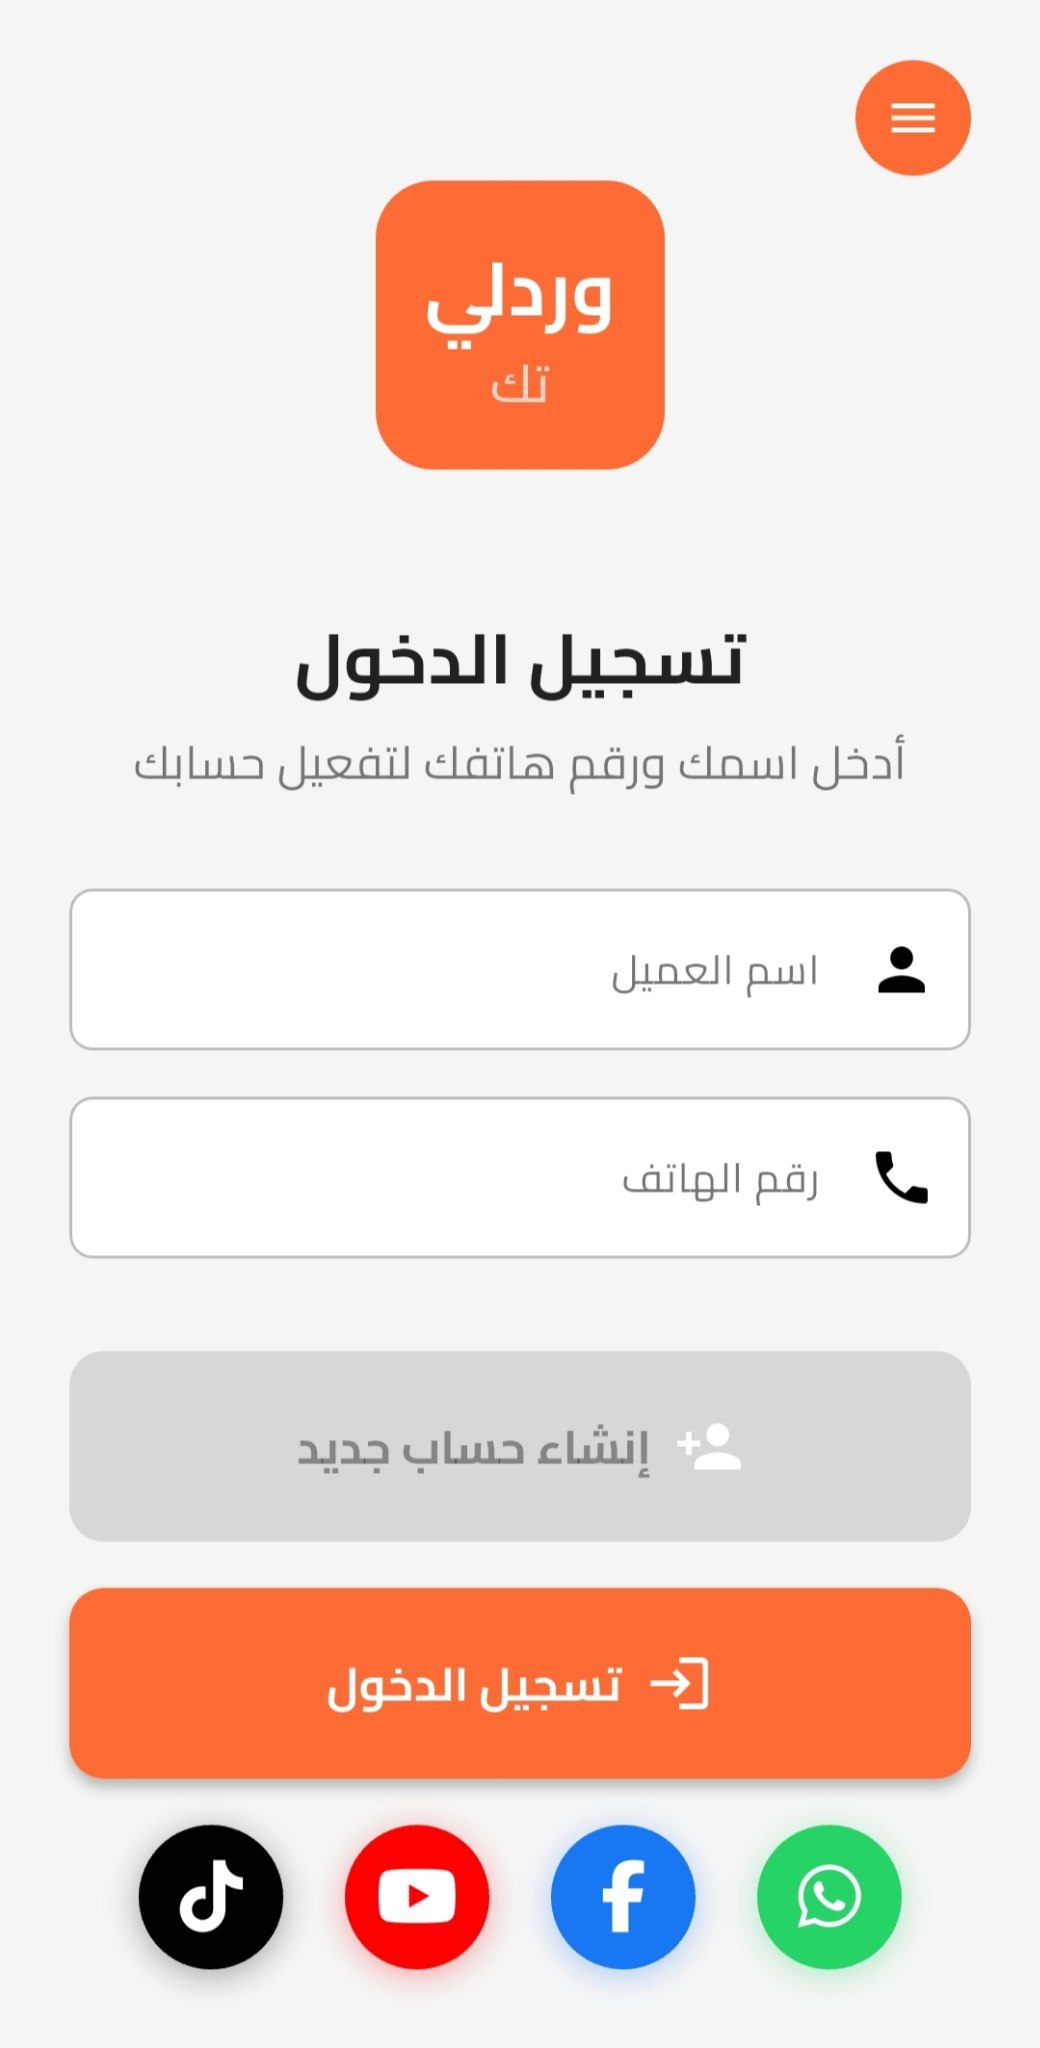 وردلي
تك
تسجيل الدخول
أدخل اسمك ورقم هاتفك لتفعيل حسابك
اسم العميل
رقم الهاتف
إنشاء حساب جديد
تسجيل الدخول